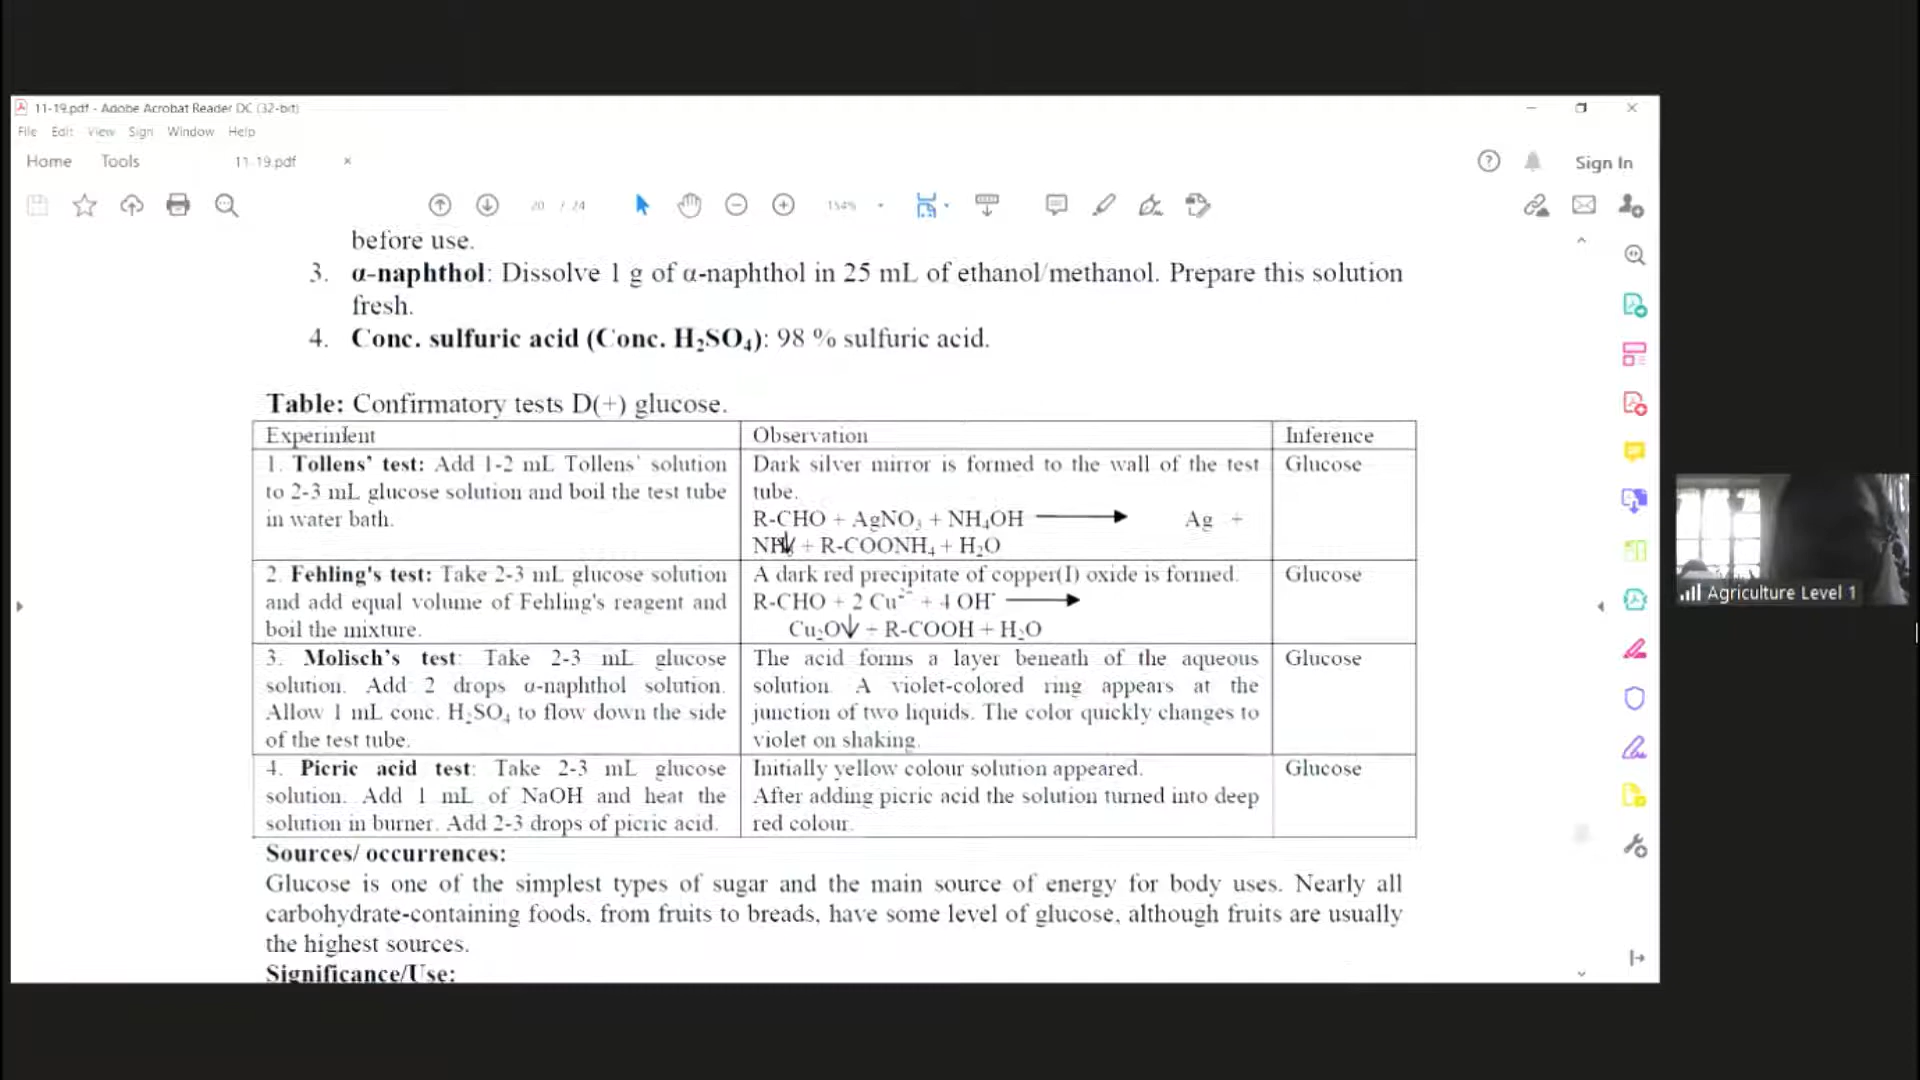 11-19.pdf - Adobe Acrobat Reader DC (32-bit)
File Edit View Sign Window Help
Home Tools 11-19.pdf ×
Sign In
20 / 24
154%
before use.
3. α-naphthol: Dissolve 1 g of α-naphthol in 25 mL of ethanol/methanol. Prepare this solution
fresh.
4. Conc. sulfuric acid (Conc. H₂SO₄): 98 % sulfuric acid.
Table: Confirmatory tests D(+) glucose.
Experiment
Observation
Inference
1. Tollens' test: Add 1-2 mL Tollens' solution
to 2-3 mL glucose solution and boil the test tube
in water bath.
Dark silver mirror is formed to the wall of the test
tube.
R-CHO + AgNO₃ + NH₄OH ⟶ Ag +
↓ + R-COONH₄ + H₂O
Glucose
2. Fehling's test: Take 2-3 mL glucose solution
and add equal volume of Fehling's reagent and
boil the mixture.
A dark red precipitate of copper(I) oxide is formed.
R-CHO + 2 Cu²⁺ + 4 OH⁻ ⟶
Cu₂O↓ + R-COOH + H₂O
Glucose
3. Molisch's test: Take 2-3 mL glucose
solution. Add 2 drops α-naphthol solution.
Allow 1 mL conc. H₂SO₄ to flow down the side
of the test tube.
The acid forms a layer beneath of the aqueous
solution. A violet-colored ring appears at the
junction of two liquids. The color quickly changes to
violet on shaking.
Glucose
4. Picric acid test: Take 2-3 mL glucose
solution. Add 1 mL of NaOH and heat the
solution in burner. Add 2-3 drops of picric acid.
Initially yellow colour solution appeared.
After adding picric acid the solution turned into deep
red colour.
Glucose
Sources/ occurrences:
Glucose is one of the simplest types of sugar and the main source of energy for body uses. Nearly all
carbohydrate-containing foods, from fruits to breads, have some level of glucose, although fruits are usually
the highest sources.
Significance/Use:
Agriculture Level 1